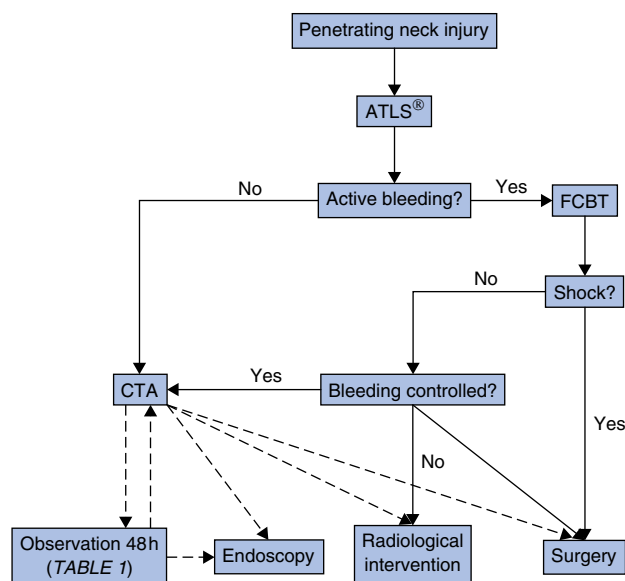 Penetrating neck injury
ATLS®
No
Active bleeding?
Yes
FCBT
No
Shock?
CTA
Yes
Bleeding controlled?
Yes
No
Observation 48h
(TABLE 1)
Endoscopy
Radiological
intervention
Surgery